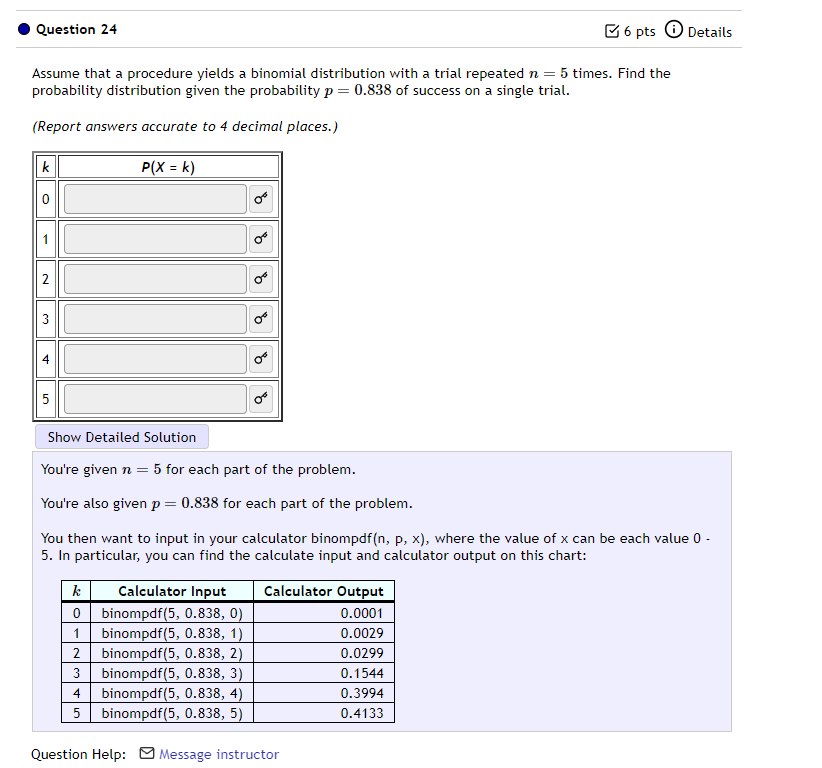 Question 24
6 pts Details
Assume that a procedure yields a binomial distribution with a trial repeated n = 5 times. Find the
probability distribution given the probability p = 0.838 of success on a single trial.
(Report answers accurate to 4 decimal places.)
k P(X = k)
0
1
2
3
4
5
Show Detailed Solution
You're given n = 5 for each part of the problem.
You're also given p = 0.838 for each part of the problem.
You then want to input in your calculator binompdf(n, p, x), where the value of x can be each value 0 -
5. In particular, you can find the calculate input and calculator output on this chart:
k Calculator Input Calculator Output
0 binompdf(5, 0.838, 0) 0.0001
1 binompdf(5, 0.838, 1) 0.0029
2 binompdf(5, 0.838, 2) 0.0299
3 binompdf(5, 0.838, 3) 0.1544
4 binompdf(5, 0.838, 4) 0.3994
5 binompdf(5, 0.838, 5) 0.4133
Question Help: Message instructor